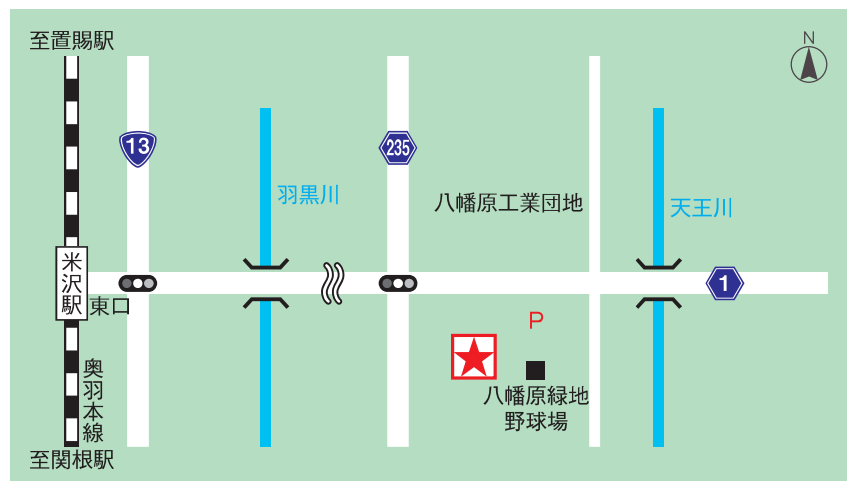 至置賜駅
N
13
235
羽黒川
八幡原工業団地
天王川
米沢駅
東口
1
P
奥羽本線
八幡原緑地
野球場
至関根駅